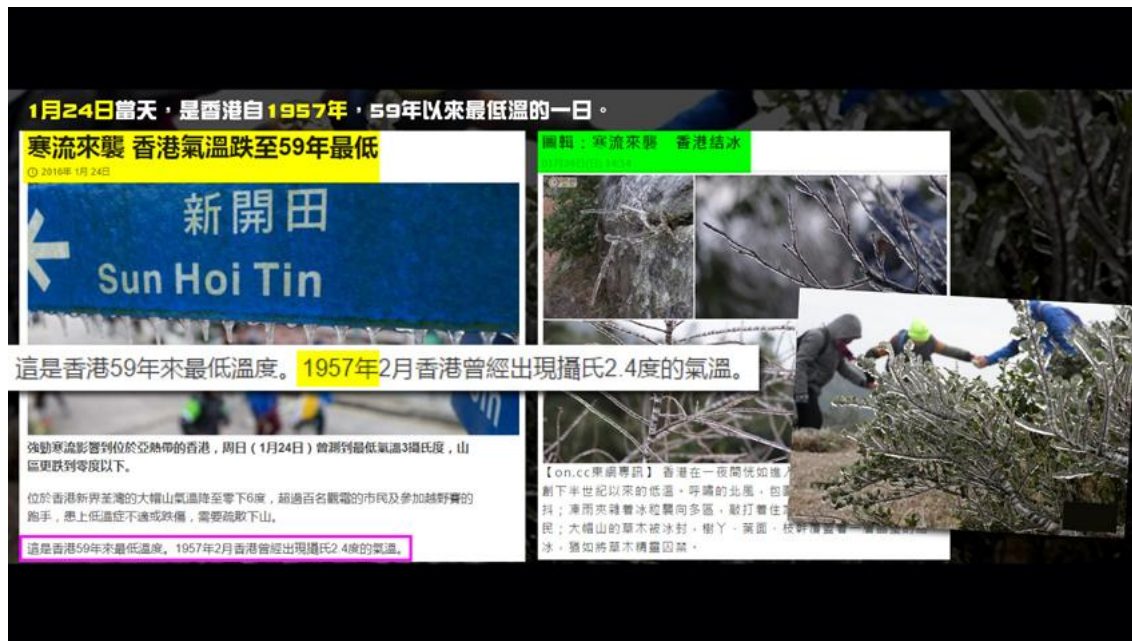 1月24日當天，是香港自1957年，59年以來最低溫的一日。
寒流來襲 香港氣溫跌至59年最低
2016年 1月 24日
新開田
Sun Hoi Tin
這是香港59年來最低溫度。1957年2月香港曾經出現攝氏2.4度的氣溫。
強勁寒流影響到位於亞熱帶的香港，周日（1月24日）曾測到最低氣溫3攝氏度，山
區更跌到零度以下。
位於香港新界荃灣的大帽山氣溫降至零下6度，超過百名觀霜的市民及參加越野賽的
跑手，患上低溫症不適或跌傷，需要疏散下山。
這是香港59年來最低溫度。1957年2月香港曾經出現攝氏2.4度的氣溫。
圖輯：寒流來襲　香港結冰
【on.cc東網專訊】 香港在一夜間恍如進
創下半世紀以來的低溫。呼嘯的北風，包
抖；凍雨夾雜着冰粒襲向多區，敲打着住
民；大帽山的草木被冰封，樹丫、葉面、枝幹覆蓋着一層
冰，猶如將草木精靈囚禁。